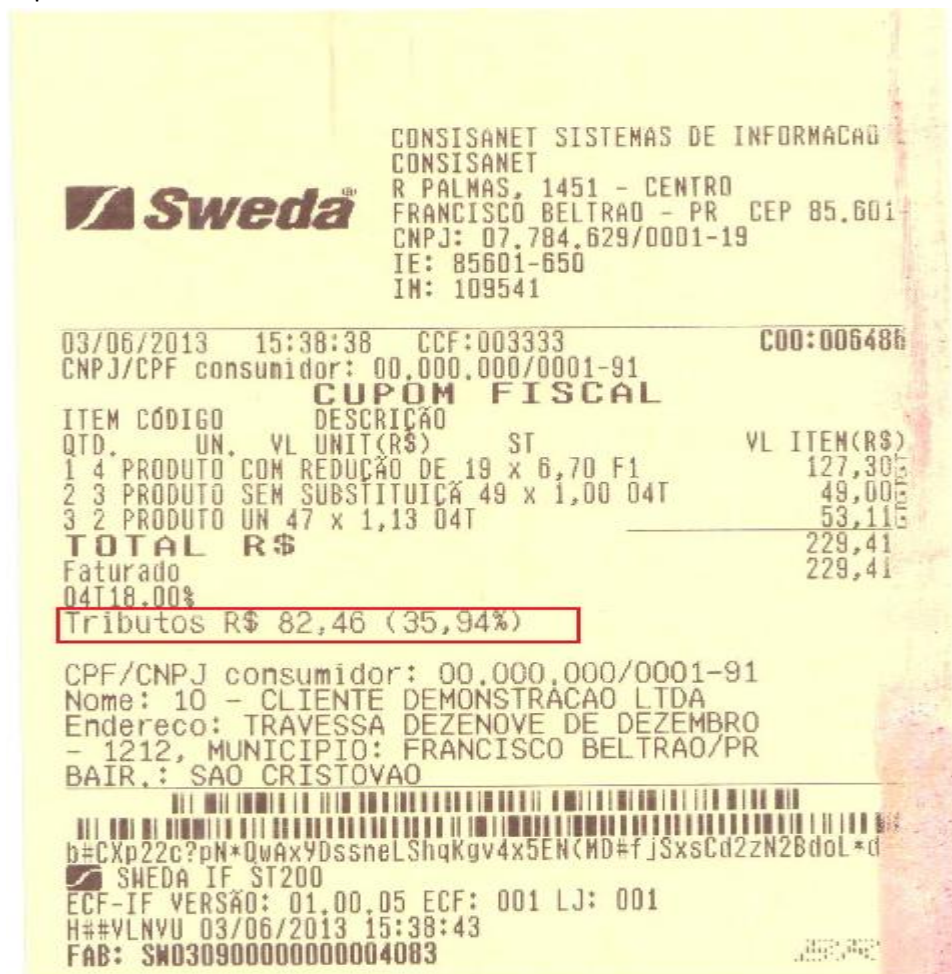 CONSISANET SISTEMAS DE INFORMACAO
CONSISANET
R PALMAS, 1451 - CENTRO
FRANCISCO BELTRAO - PR CEP 85.601-
CNPJ: 07.784.629/0001-19
IE: 85601-650
IM: 109541
Sweda
03/06/2013 15:38:38 CCF:003333 COO:006486
CNPJ/CPF consumidor: 00.000.000/0001-91
CUPOM FISCAL
ITEM CÓDIGO DESCRIÇÃO
QTD. UN. VL UNIT(R$) ST VL ITEM(R$)
1 4 PRODUTO COM REDUÇÃO DE 19 x 6,70 F1 127,30
2 3 PRODUTO SEM SUBSTITUIÇÃ 49 x 1,00 04T 49,00
3 2 PRODUTO UN 47 x 1,13 04T 53,11
TOTAL R$ 229,41
Faturado 229,41
04T18.00%
Tributos R$ 82,46 (35,94%)
CPF/CNPJ consumidor: 00.000.000/0001-91
Nome: 10 - CLIENTE DEMONSTRACAO LTDA
Endereco: TRAVESSA DEZENOVE DE DEZEMBRO
- 1212, MUNICIPIO: FRANCISCO BELTRAO/PR
BAIR.: SAO CRISTOVAO
b#CXp22c?pN*QwAx9DssneLShqKgv4x5EN(MD#fjSxsCd2zN2BdoL*d
SWEDA IF ST200
ECF-IF VERSÃO: 01.00.05 ECF: 001 LJ: 001
H##VLNVU 03/06/2013 15:38:43
FAB: SW030900000000004083